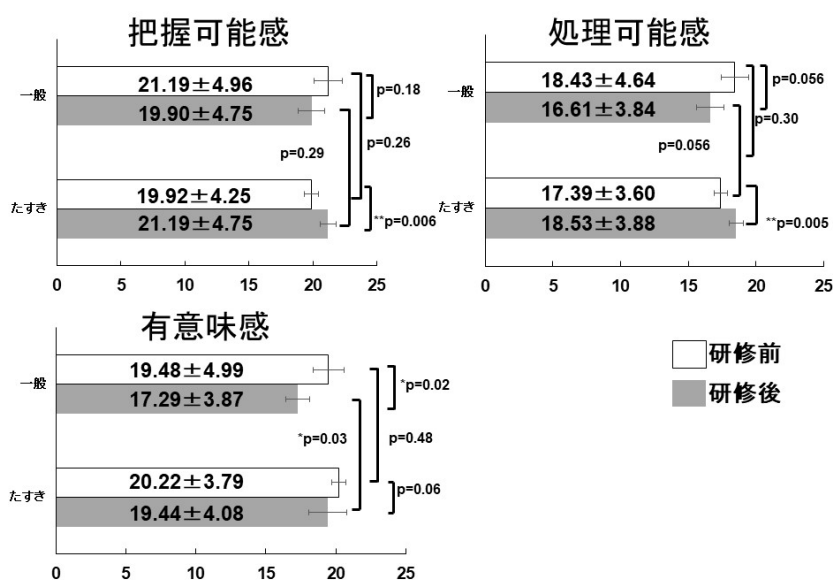 把握可能感
一般
21.19±4.96
19.90±4.75
p=0.18
p=0.26
p=0.29
たすき
19.92±4.25
21.19±4.75
**p=0.006
0 5 10 15 20 25
処理可能感
一般
18.43±4.64
16.61±3.84
p=0.056
p=0.30
p=0.056
たすき
17.39±3.60
18.53±3.88
**p=0.005
0 5 10 15 20 25
有意味感
一般
19.48±4.99
17.29±3.87
*p=0.02
*p=0.03
p=0.48
たすき
20.22±3.79
19.44±4.08
p=0.06
0 5 10 15 20 25
研修前
研修後